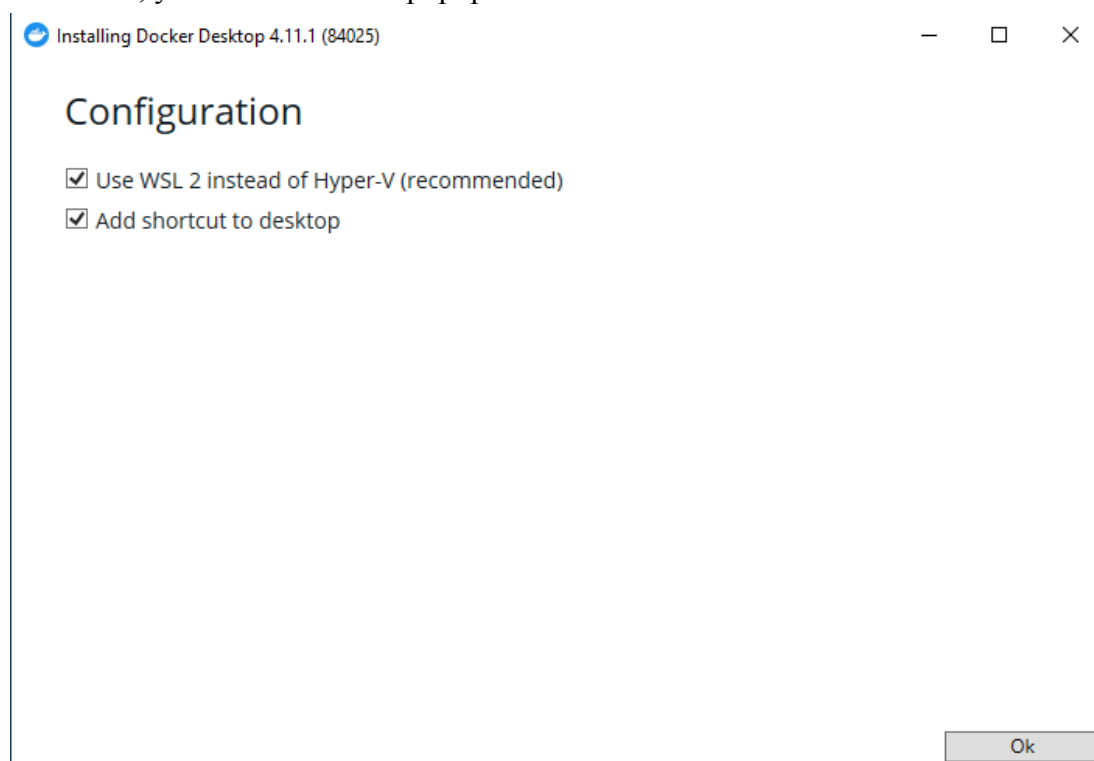 Installing Docker Desktop 4.11.1 (84025)
Configuration
Use WSL 2 instead of Hyper-V (recommended)
Add shortcut to desktop
Ok